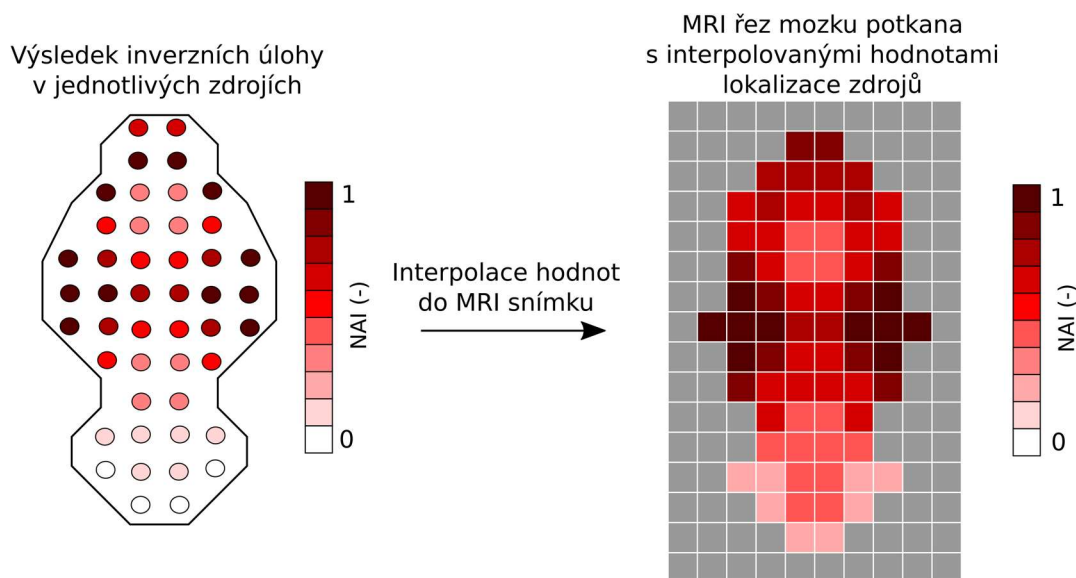 Výsledek inverzních úlohy
v jednotlivých zdrojích
1
NAI (-)
0
Interpolace hodnot
do MRI snímku
MRI řez mozku potkana
s interpolovanými hodnotami
lokalizace zdrojů
1
NAI (-)
0